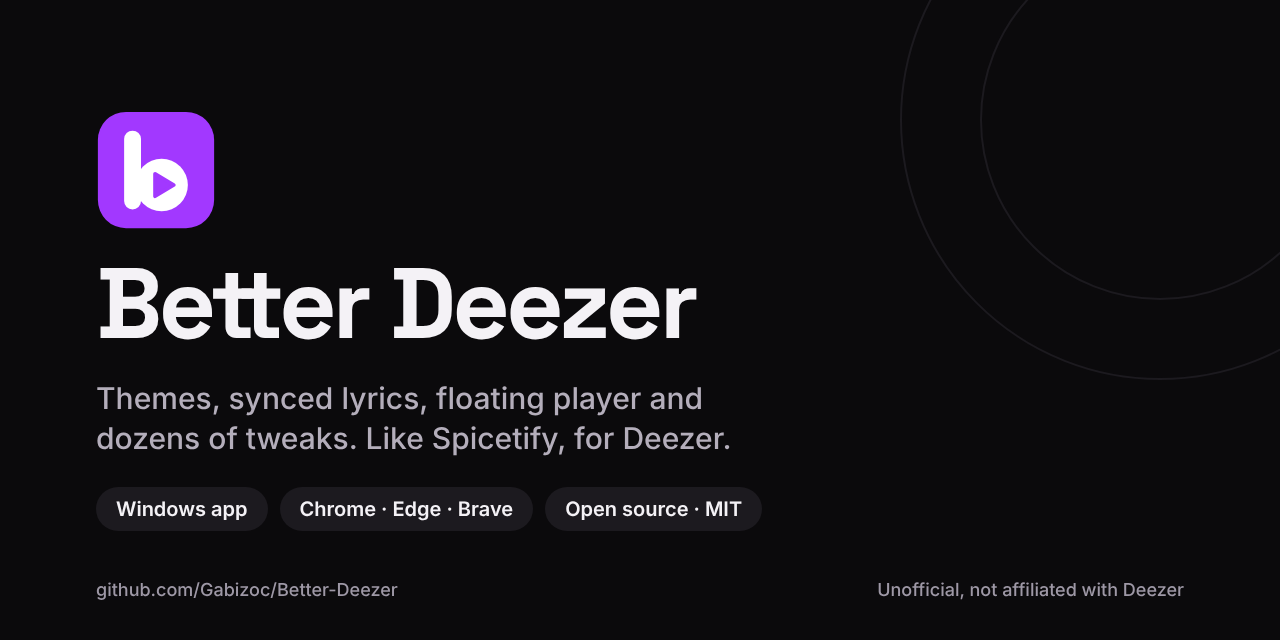 b
Better Deezer
Themes, synced lyrics, floating player and
dozens of tweaks. Like Spicetify, for Deezer.
Windows app
Chrome · Edge · Brave
Open source · MIT
github.com/Gabizoc/Better-Deezer
Unofficial, not affiliated with Deezer